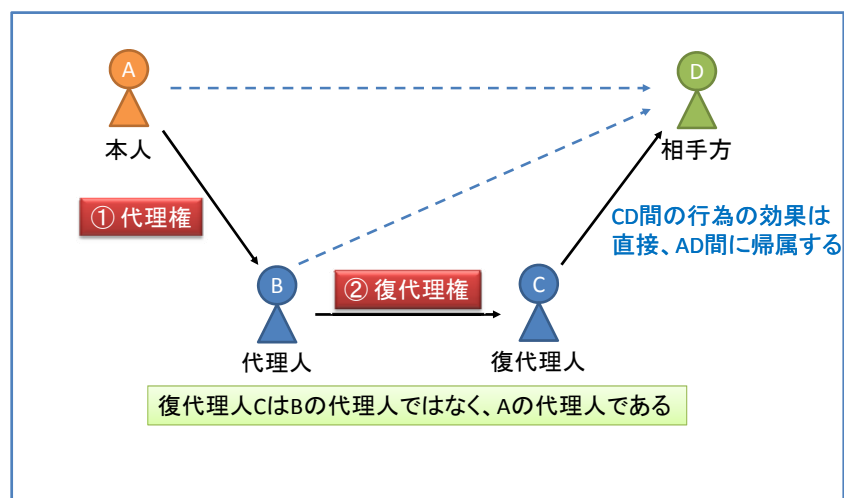 A
D
本人
相手方
① 代理権
CD間の行為の効果は
直接、AD間に帰属する
B
② 復代理権
C
代理人
復代理人
復代理人CはBの代理人ではなく、Aの代理人である